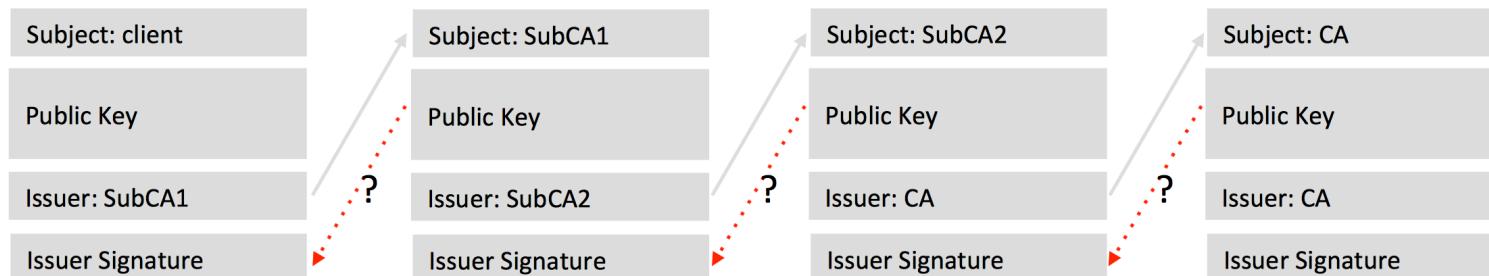 Subject: client
Public Key
Issuer: SubCA1
Issuer Signature
?
Subject: SubCA1
Public Key
Issuer: SubCA2
Issuer Signature
?
Subject: SubCA2
Public Key
Issuer: CA
Issuer Signature
?
Subject: CA
Public Key
Issuer: CA
Issuer Signature